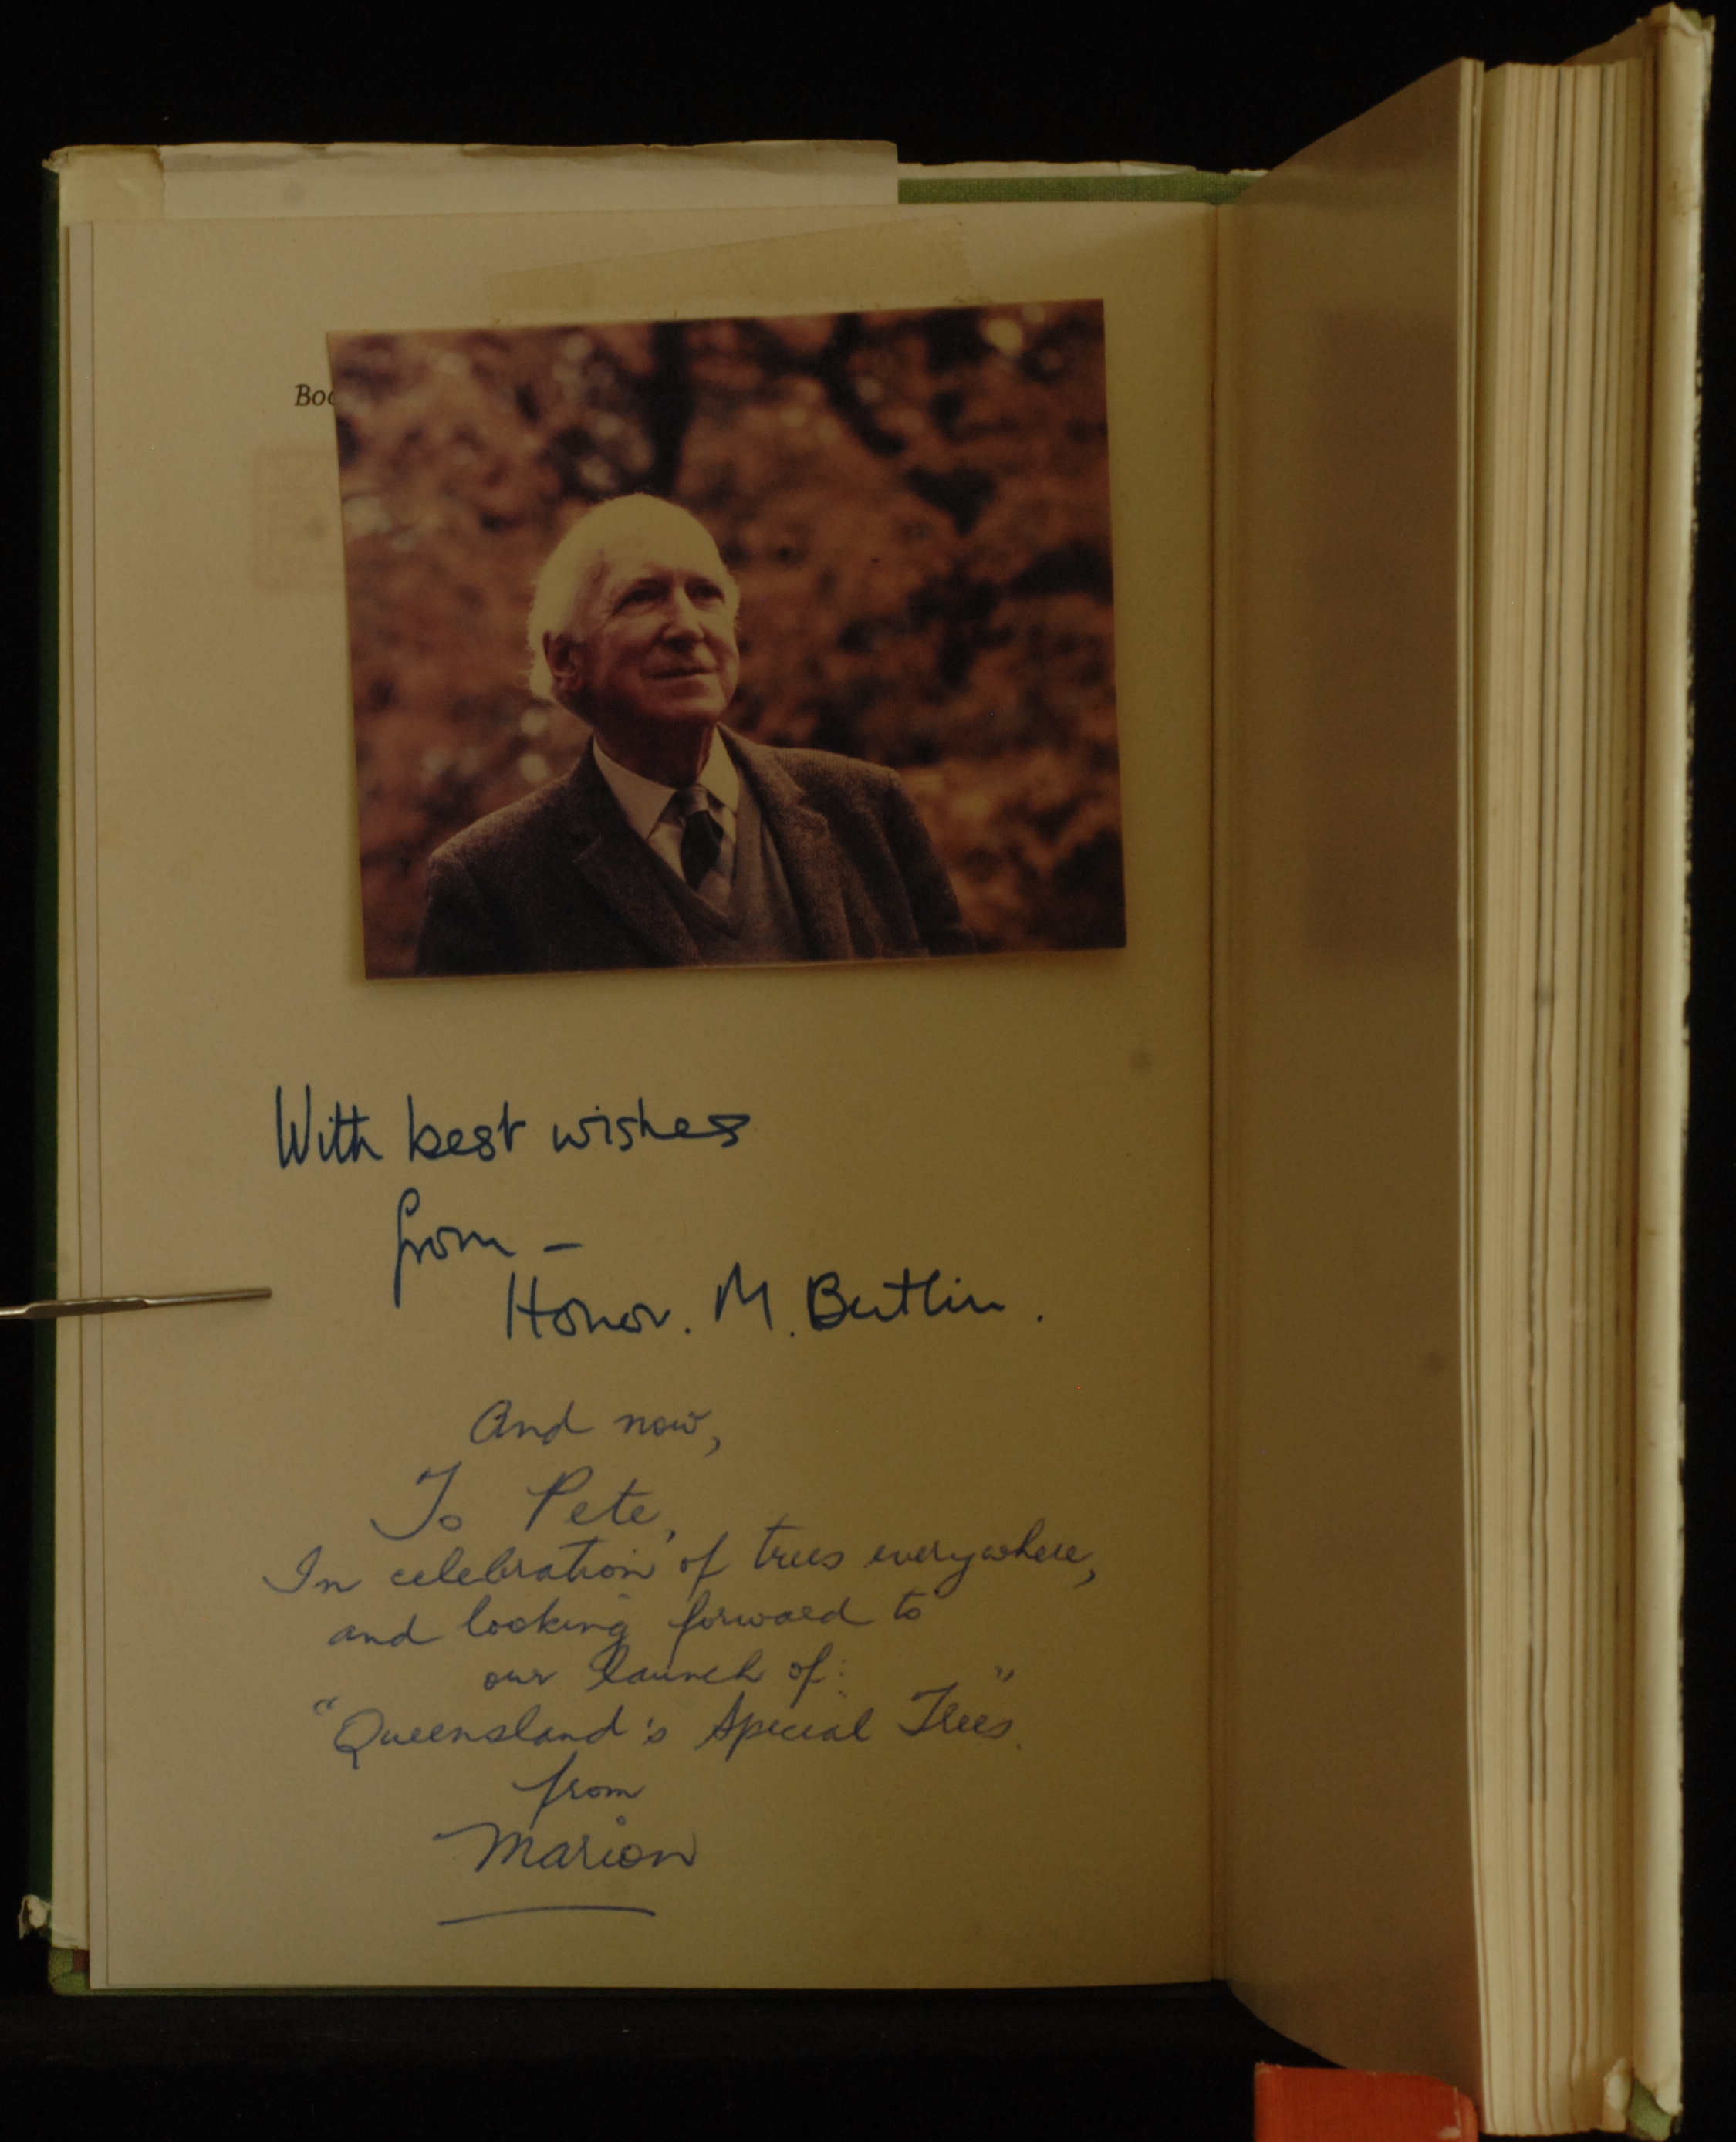 With best wishes
from —
Honor. M. Butlin.
And now,
To Pete,
In celebration of trees everywhere,
and looking forward to
our launch of:
"Queensland's Special Trees".
from
Marion